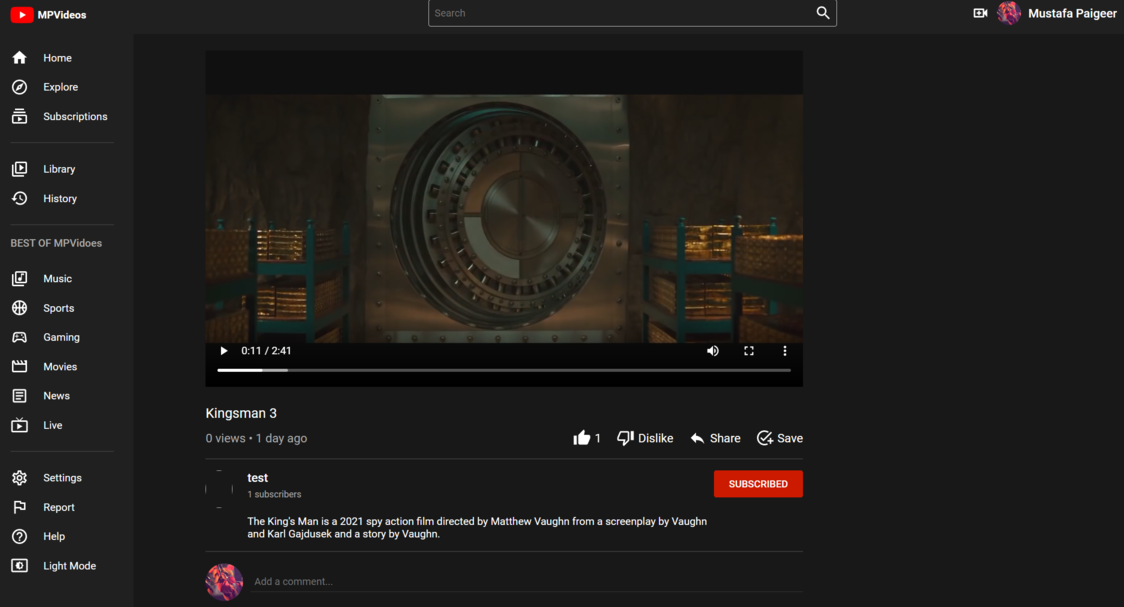 MPVideos
Search
Mustafa Paigeer
Home
Explore
Subscriptions
Library
History
BEST OF MPVidoes
Music
Sports
Gaming
Movies
News
Live
Settings
Report
Help
Light Mode
0:11 / 2:41
Kingsman 3
0 views • 1 day ago
1 Dislike Share Save
test
1 subscribers
SUBSCRIBED
The King's Man is a 2021 spy action film directed by Matthew Vaughn from a screenplay by Vaughn
and Karl Gajdusek and a story by Vaughn.
Add a comment...